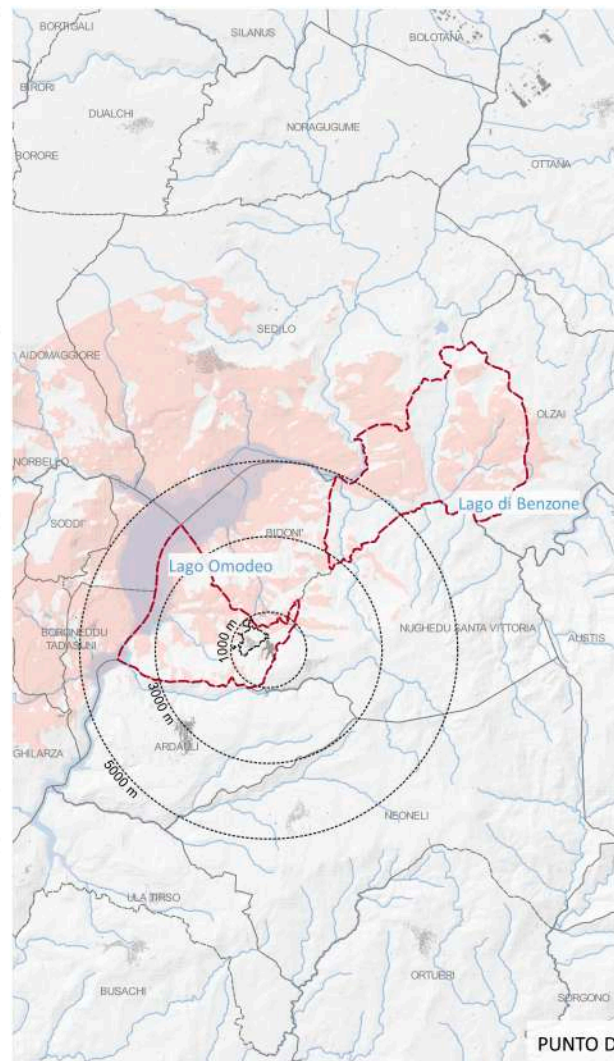 BORTIGALI
SILANUS
BOLOTANA
BIRORI
DUALCHI
NORAGUGUME
BORORE
OTTANA
SEDILO
AIDOMAGGIORE
OLZAI
NORBELLO
Lago di Benzone
SODDI'
BIDONI'
Lago Omodeo
1000 m
NUGHEDU SANTA VITTORIA
BORONEDDU
AUSTIS
TADASUNI
3000 m
ARDAULI
GHILARZA
5000 m
NEONELI
ULA TIRSO
ORTUERI
BUSACHI
SORGONO
PUNTO D